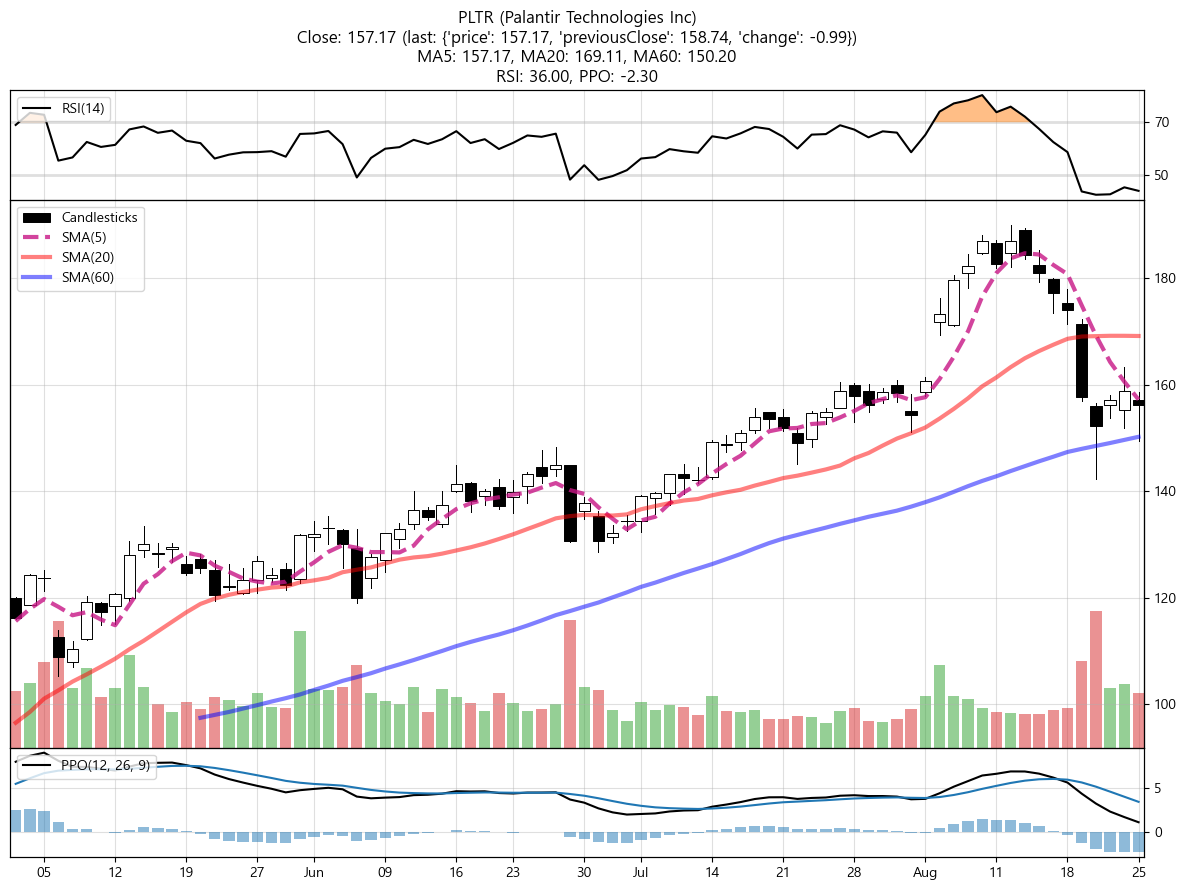 PLTR (Palantir Technologies Inc)
Close: 157.17 (last: {'price': 157.17, 'previousClose': 158.74, 'change': -0.99})
MA5: 157.17, MA20: 169.11, MA60: 150.20
RSI: 36.00, PPO: -2.30
RSI(14)
70
50
Candlesticks
SMA(5)
SMA(20)
SMA(60)
180
160
140
120
100
PPO(12, 26, 9)
5
0
05 12 19 27 Jun 09 16 23 30 Jul 14 21 28 Aug 11 18 25